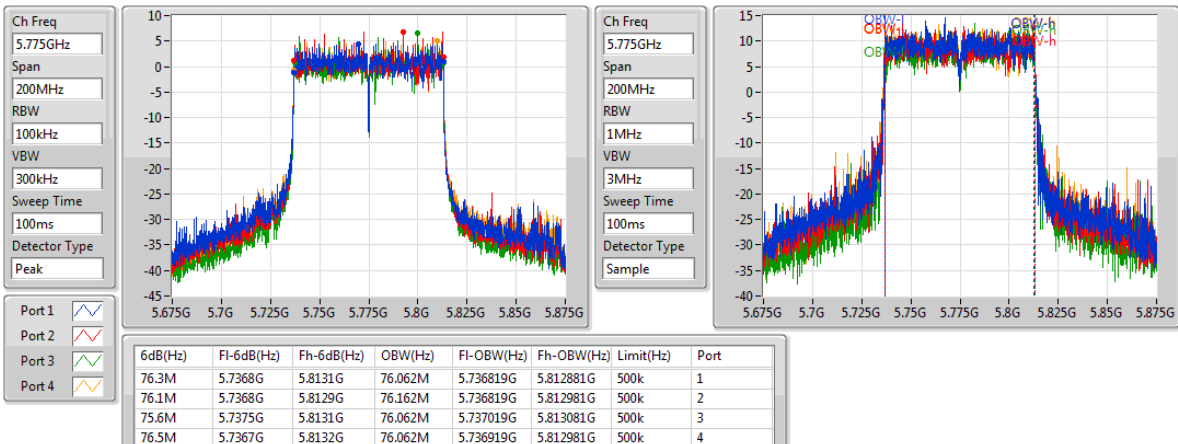 Ch Freq
5.775GHz
Span
200MHz
RBW
100kHz
VBW
300kHz
Sweep Time
100ms
Detector Type
Peak
Port 1
Port 2
Port 3
Port 4
10
5
0
-5
-10
-15
-20
-25
-30
-35
-40
-45
5.675G 5.7G 5.725G 5.75G 5.775G 5.8G 5.825G 5.85G 5.875G
Ch Freq
5.775GHz
Span
200MHz
RBW
1MHz
VBW
3MHz
Sweep Time
100ms
Detector Type
Sample
15
10
5
0
-5
-10
-15
-20
-25
-30
-35
-40
5.675G 5.7G 5.725G 5.75G 5.775G 5.8G 5.825G 5.85G 5.875G
OBW-h
OBW-h
OBW-h
6dB(Hz) Fl-6dB(Hz) Fh-6dB(Hz) OBW(Hz) Fl-OBW(Hz) Fh-OBW(Hz) Limit(Hz) Port
76.3M 5.7368G 5.8131G 76.062M 5.736819G 5.812881G 500k 1
76.1M 5.7368G 5.8129G 76.162M 5.736819G 5.812981G 500k 2
75.6M 5.7375G 5.8131G 76.062M 5.737019G 5.813081G 500k 3
76.5M 5.7367G 5.8132G 76.062M 5.736919G 5.812981G 500k 4